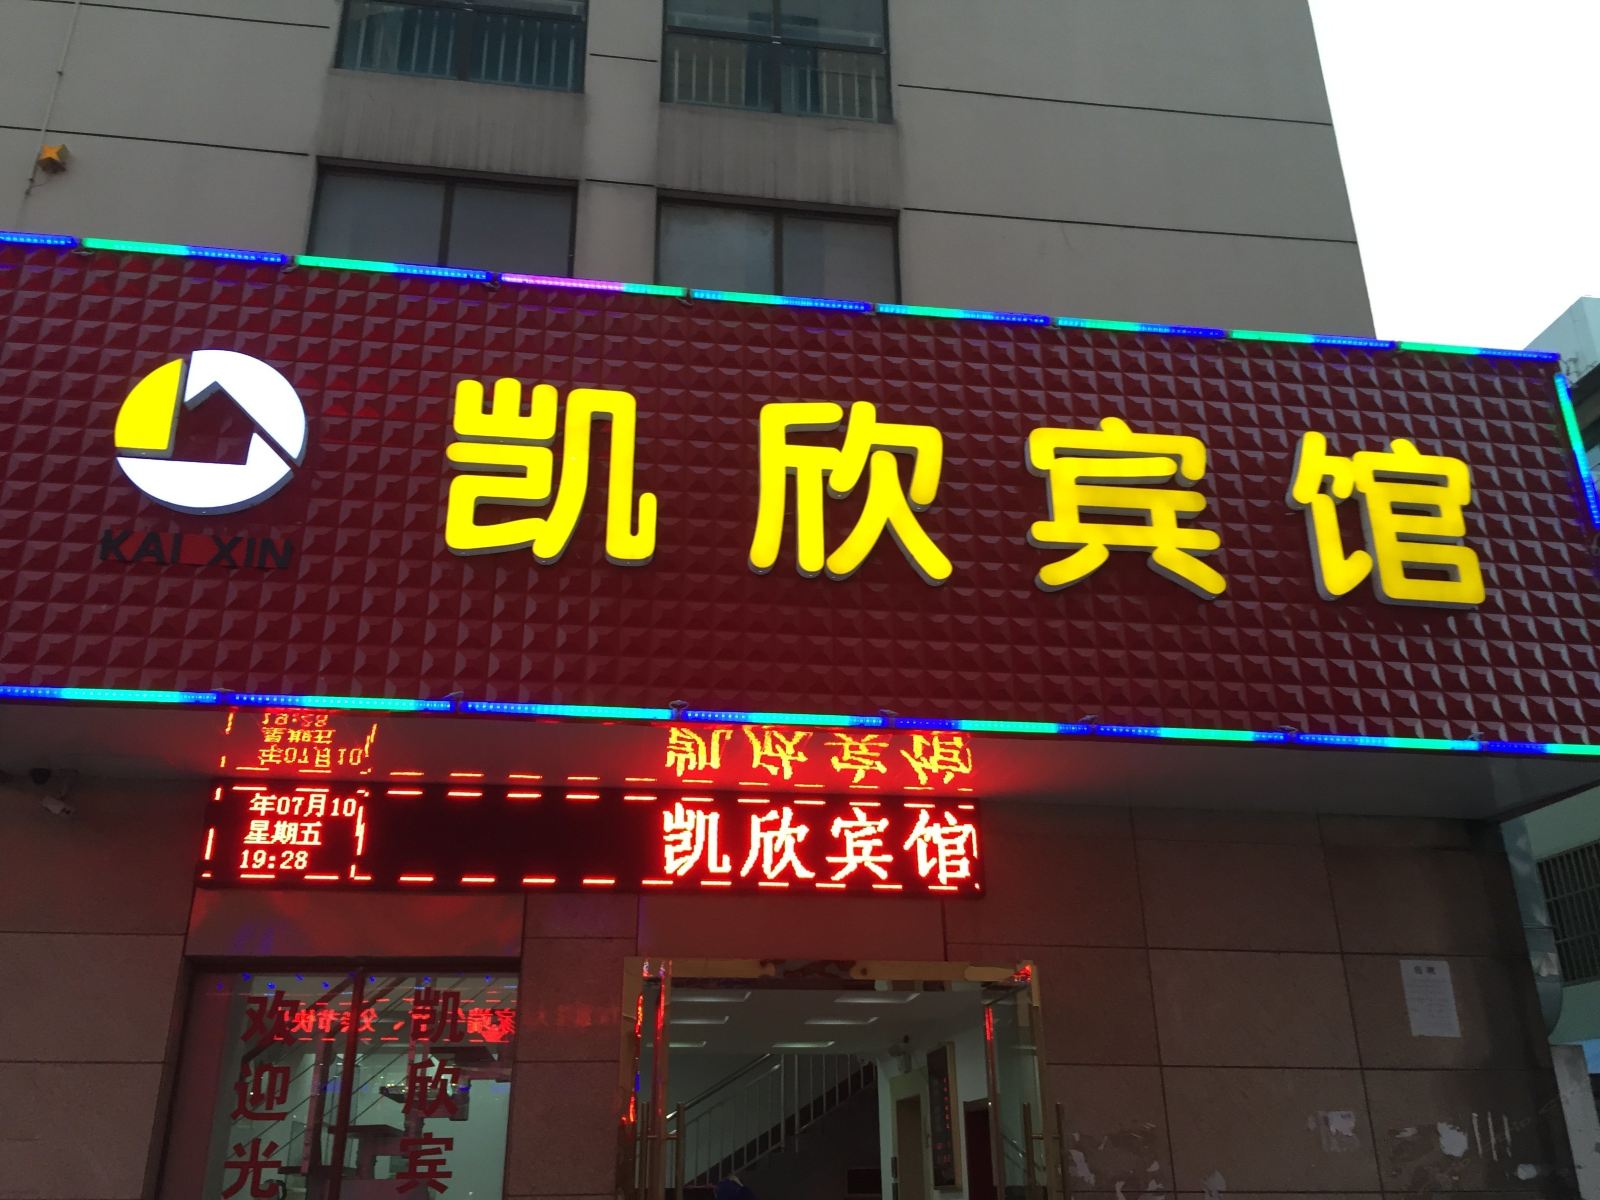 凯欣宾馆
KAI XIN
年07月10
星期五
19:28
凯欣宾馆
欢迎光
凯欣宾